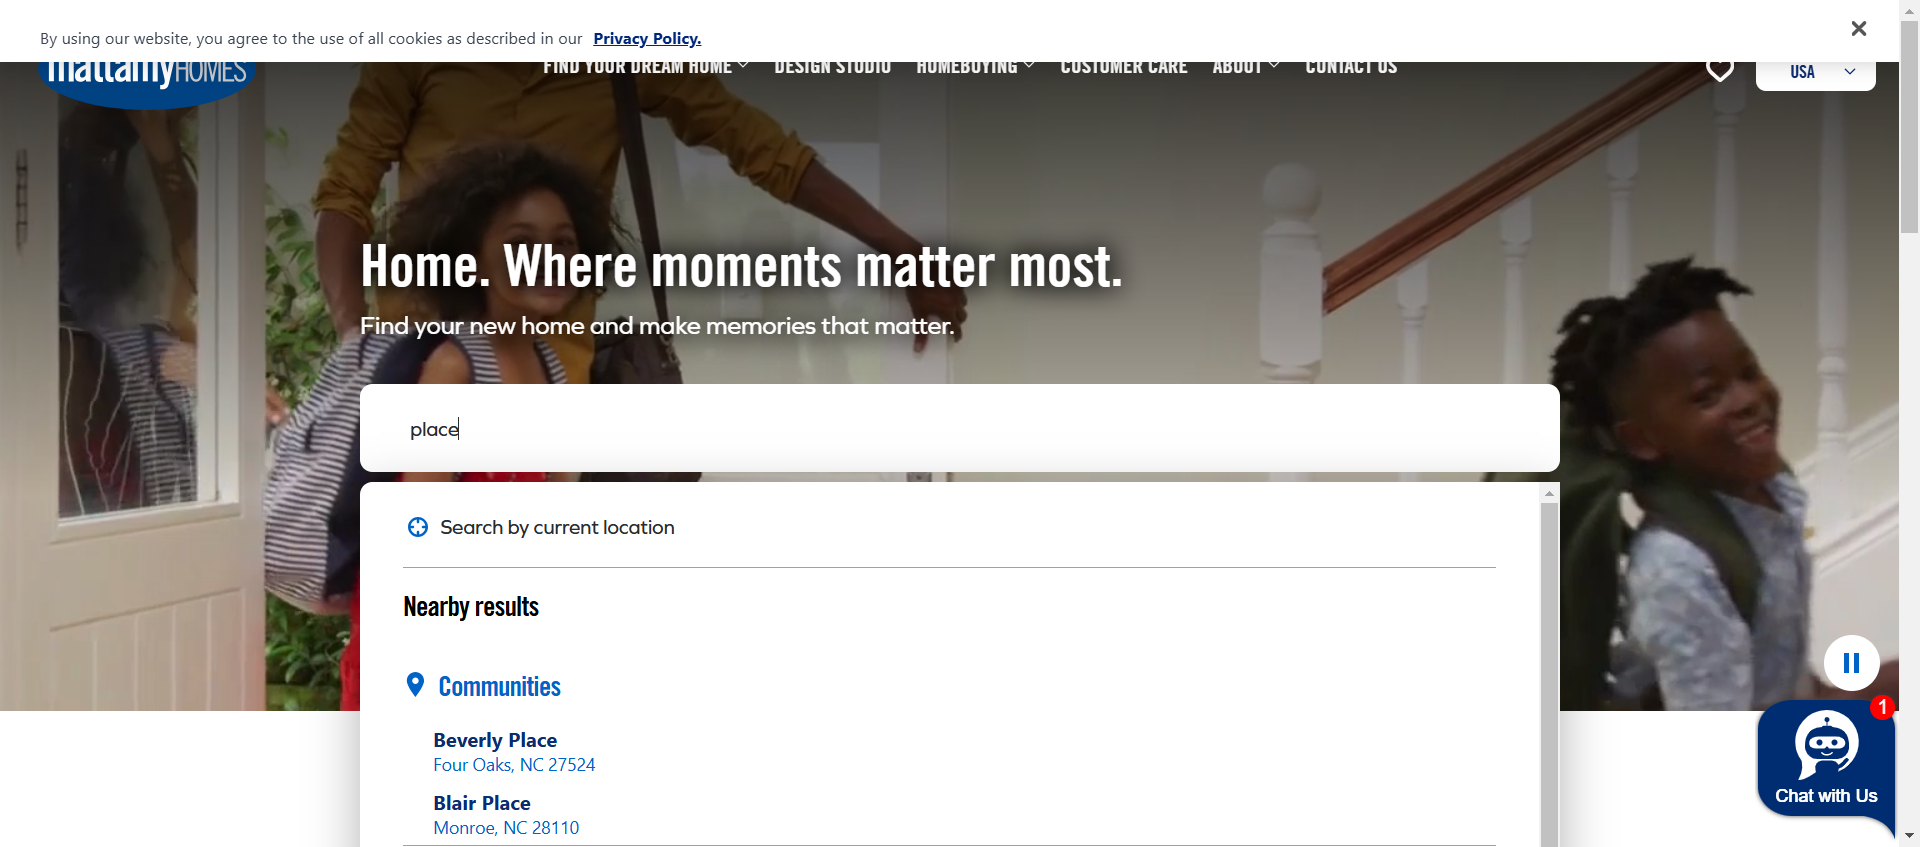 By using our website, you agree to the use of all cookies as described in our Privacy Policy.
mattamyHOMES
FIND YOUR DREAM HOME
DESIGN STUDIO
HOMEBUYING
CUSTOMER CARE
ABOUT
CONTACT US
USA
Home. Where moments matter most.
Find your new home and make memories that matter.
place
Search by current location
Nearby results
Communities
Beverly Place
Four Oaks, NC 27524
Blair Place
Monroe, NC 28110
1
Chat with Us